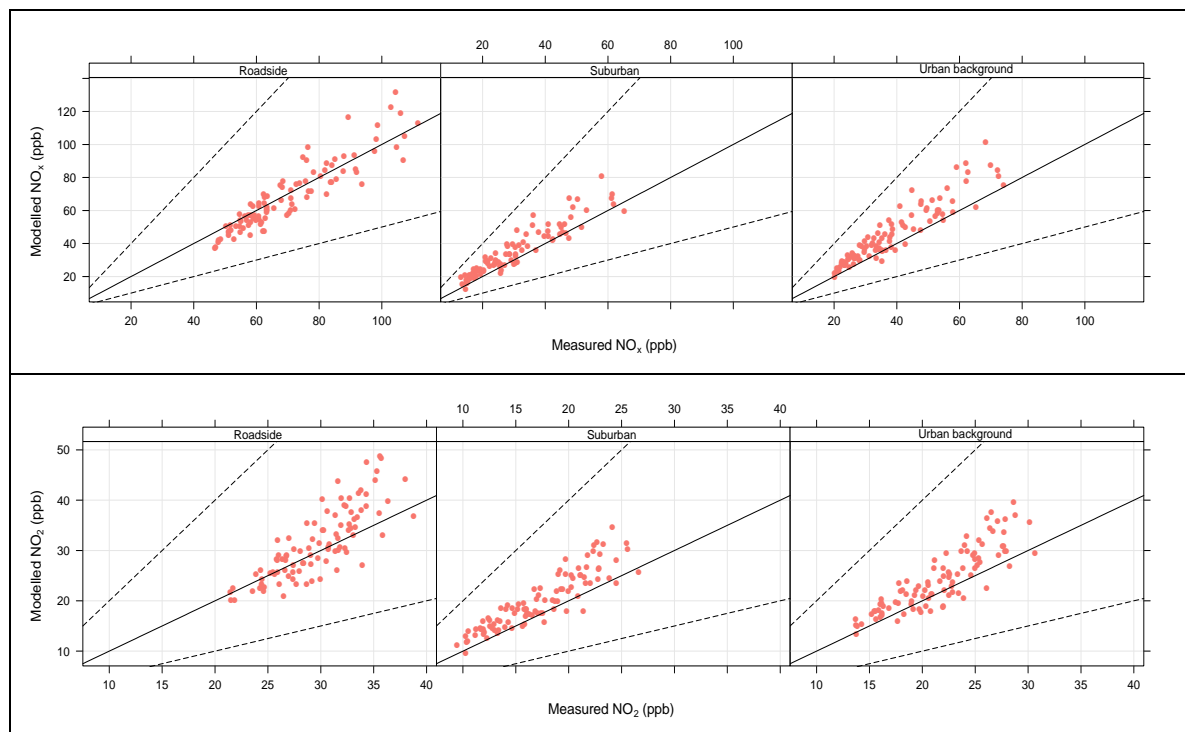 20 40 60 80 100
Roadside Suburban Urban background
120
100
80
60
40
20
Modelled NOₓ (ppb)
20 40 60 80 100 20 40 60 80 100
Measured NOₓ (ppb)
10 15 20 25 30 35 40
Roadside Suburban Urban background
50
40
30
20
10
Modelled NO₂ (ppb)
10 15 20 25 30 35 40 10 15 20 25 30 35 40
Measured NO₂ (ppb)